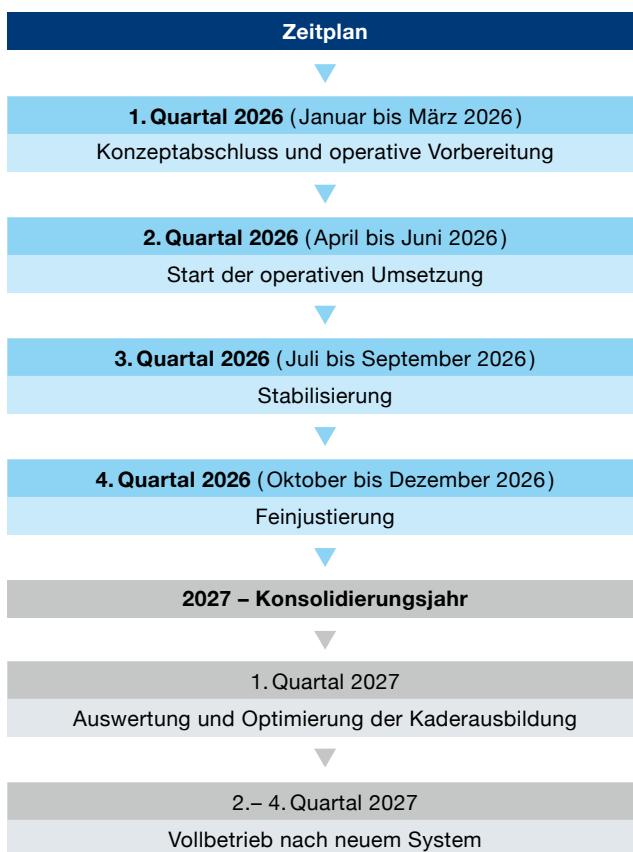 Zeitplan
1. Quartal 2026 (Januar bis März 2026)
Konzeptabschluss und operative Vorbereitung
2. Quartal 2026 (April bis Juni 2026)
Start der operativen Umsetzung
3. Quartal 2026 (Juli bis September 2026)
Stabilisierung
4. Quartal 2026 (Oktober bis Dezember 2026)
Feinjustierung
2027 – Konsolidierungsjahr
1. Quartal 2027
Auswertung und Optimierung der Kaderausbildung
2.– 4. Quartal 2027
Vollbetrieb nach neuem System